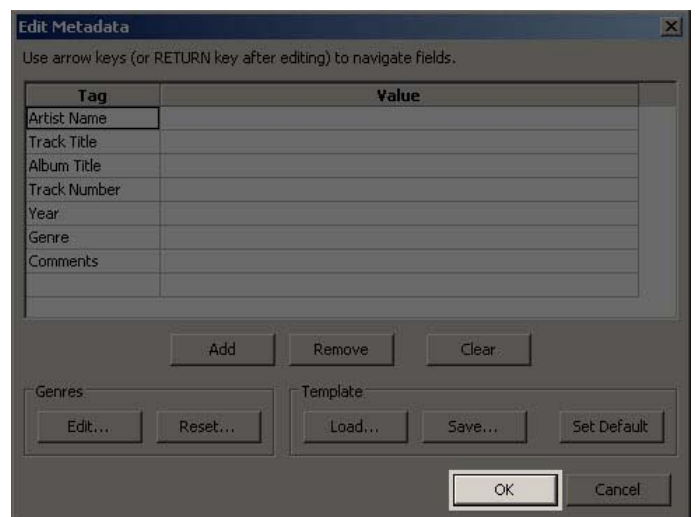 Edit Metadata
Use arrow keys (or RETURN key after editing) to navigate fields.
Tag Value
Artist Name
Track Title
Album Title
Track Number
Year
Genre
Comments
Add Remove Clear
Genres Template
Edit... Reset... Load... Save... Set Default
OK Cancel